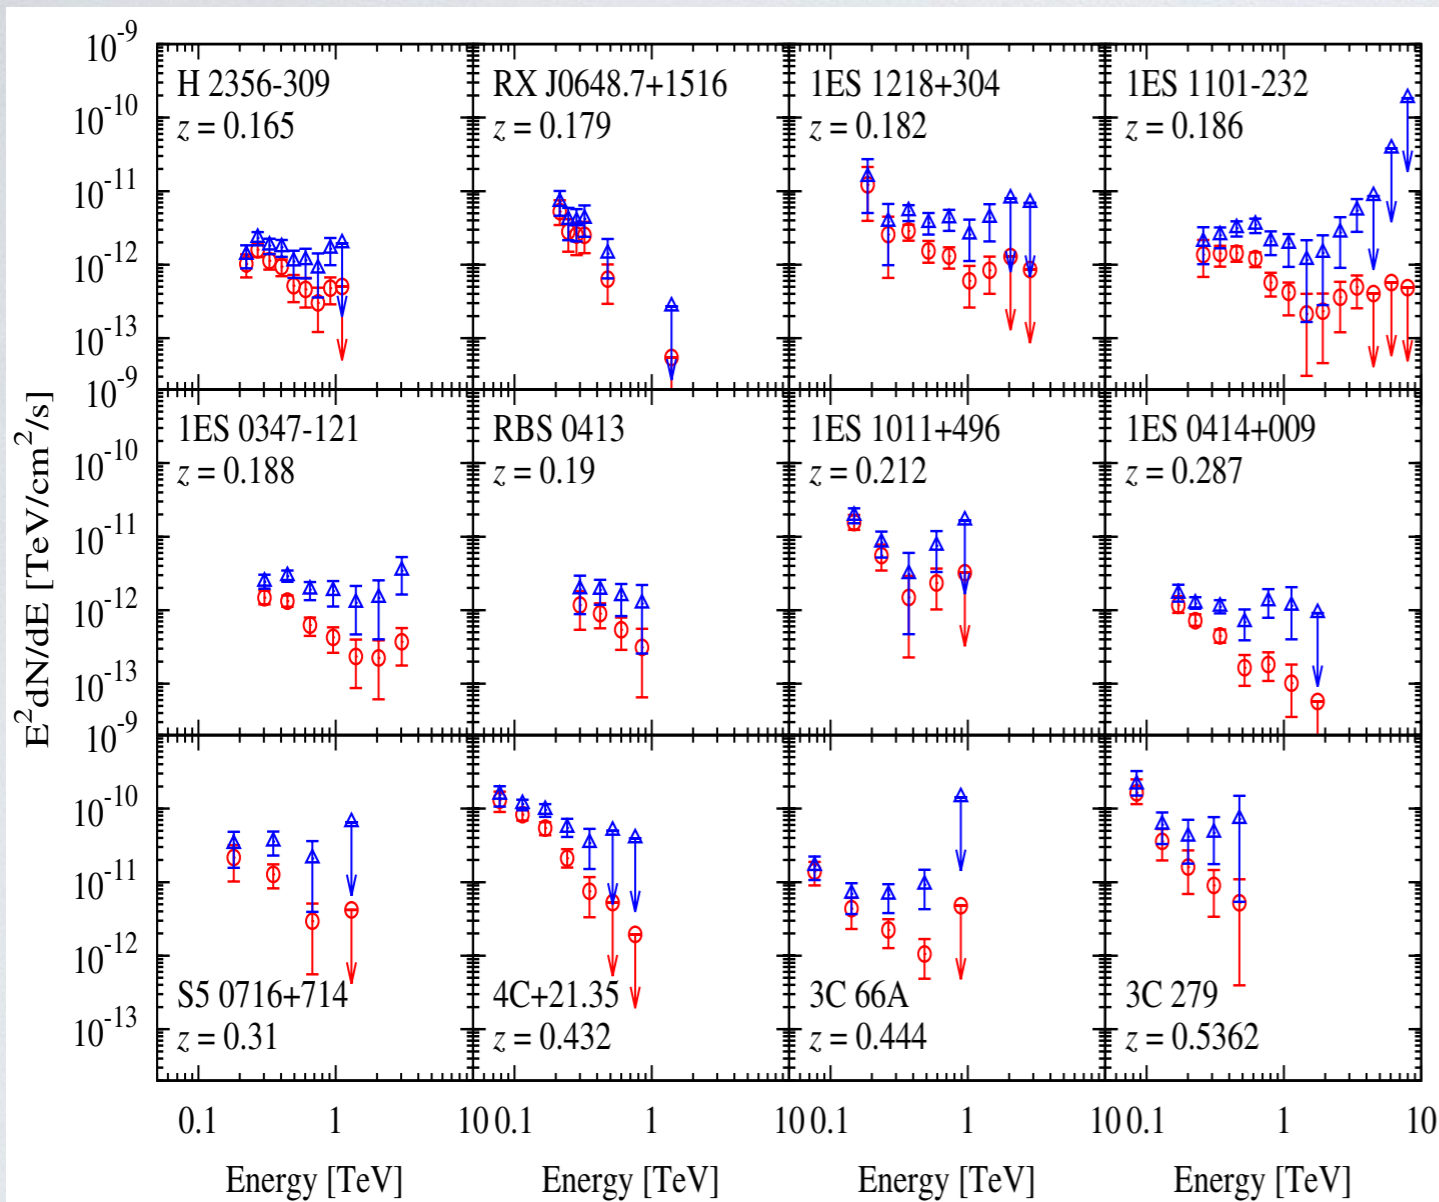 10⁻⁹
H 2356-309
z = 0.165
RX J0648.7+1516
z = 0.179
1ES 1218+304
z = 0.182
1ES 1101-232
z = 0.186
10⁻¹⁰
10⁻¹¹
10⁻¹²
10⁻¹³
10⁻⁹
1ES 0347-121
z = 0.188
RBS 0413
z = 0.19
1ES 1011+496
z = 0.212
1ES 0414+009
z = 0.287
10⁻¹⁰
10⁻¹¹
10⁻¹²
10⁻¹³
10⁻⁹
E²dN/dE [TeV/cm²/s]
10⁻¹⁰
10⁻¹¹
10⁻¹²
10⁻¹³
S5 0716+714
z = 0.31
4C+21.35
z = 0.432
3C 66A
z = 0.444
3C 279
z = 0.5362
0.1 1 10 0.1 1 10 0.1 1 10 0.1 1 10
Energy [TeV] Energy [TeV] Energy [TeV] Energy [TeV]